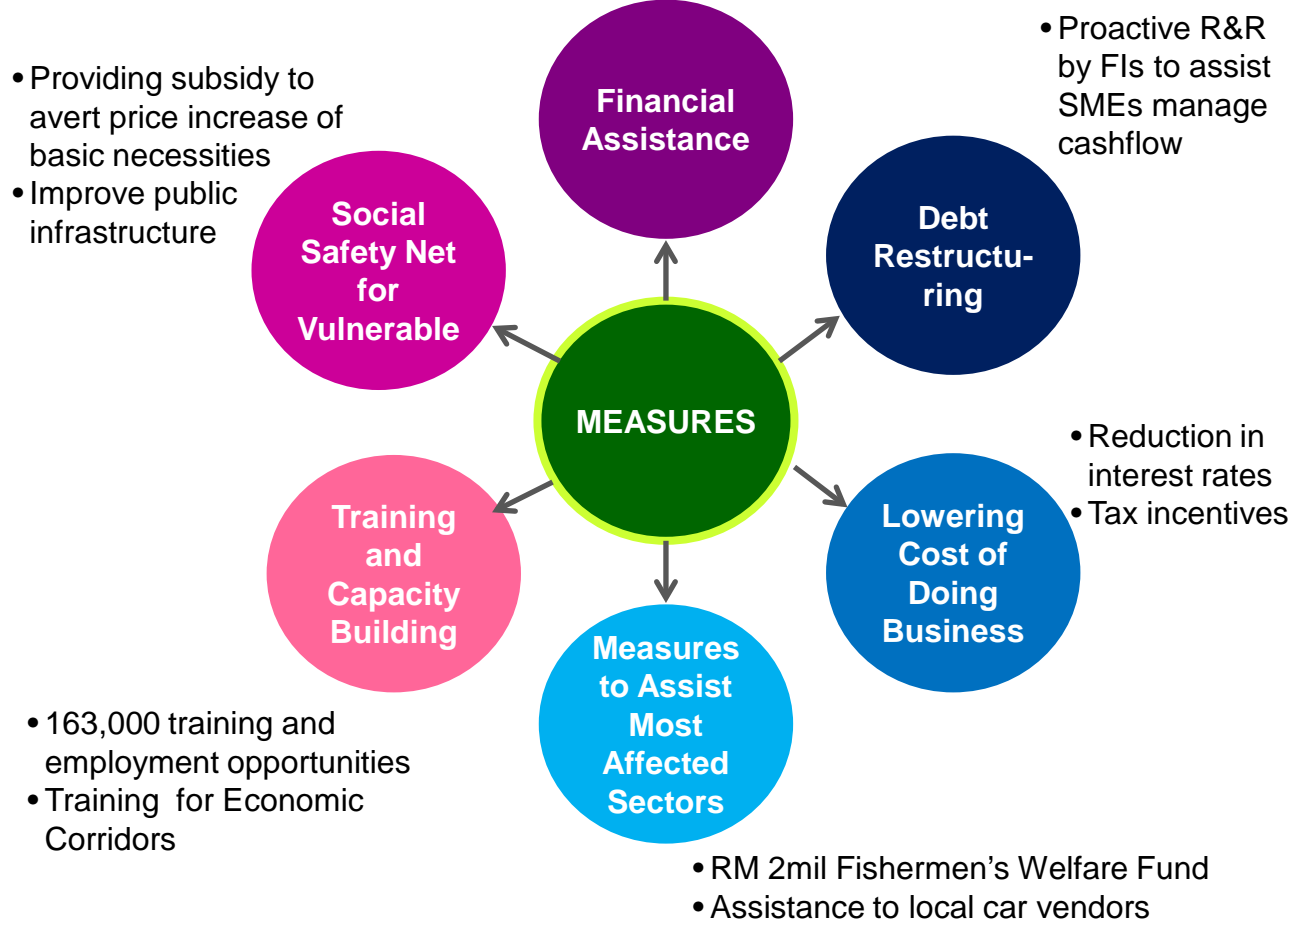 Financial
Assistance
• Proactive R&R
by FIs to assist
SMEs manage
cashflow
Debt
Restructu-
ring
• Reduction in
interest rates
• Tax incentives
Lowering
Cost of
Doing
Business
Measures
to Assist
Most
Affected
Sectors
• RM 2mil Fishermen’s Welfare Fund
• Assistance to local car vendors
Training
and
Capacity
Building
• 163,000 training and
employment opportunities
• Training  for Economic
Corridors
• Providing subsidy to
avert price increase of
basic necessities
• Improve public
infrastructure
Social
Safety Net
for
Vulnerable
MEASURES